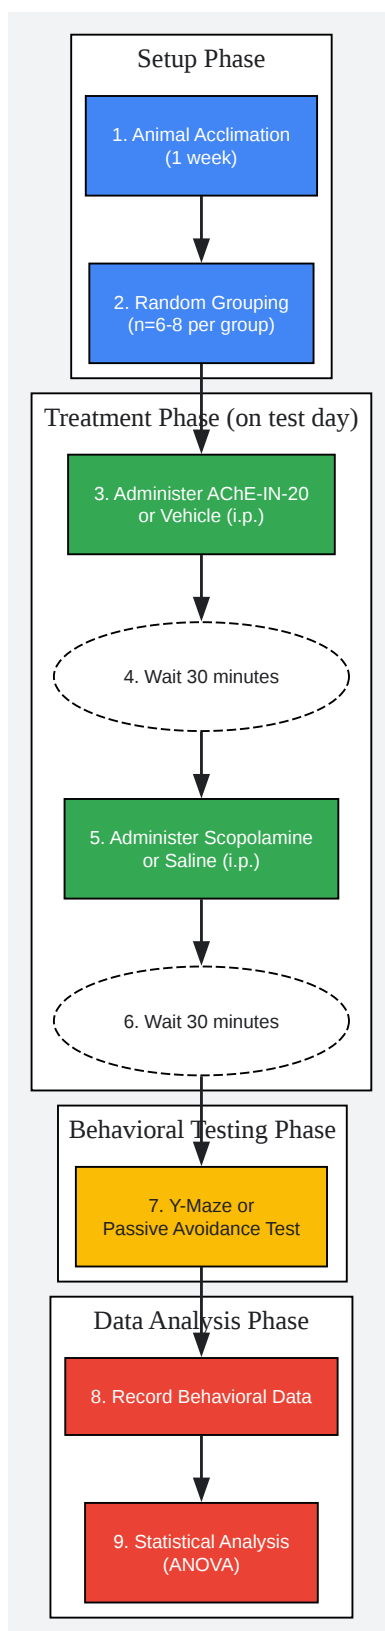 Setup Phase
1. Animal Acclimation
(1 week)
2. Random Grouping
(n=6-8 per group)
Treatment Phase (on test day)
3. Administer AChE-IN-20
or Vehicle (i.p.)
4. Wait 30 minutes
5. Administer Scopolamine
or Saline (i.p.)
6. Wait 30 minutes
Behavioral Testing Phase
7. Y-Maze or
Passive Avoidance Test
Data Analysis Phase
8. Record Behavioral Data
9. Statistical Analysis
(ANOVA)